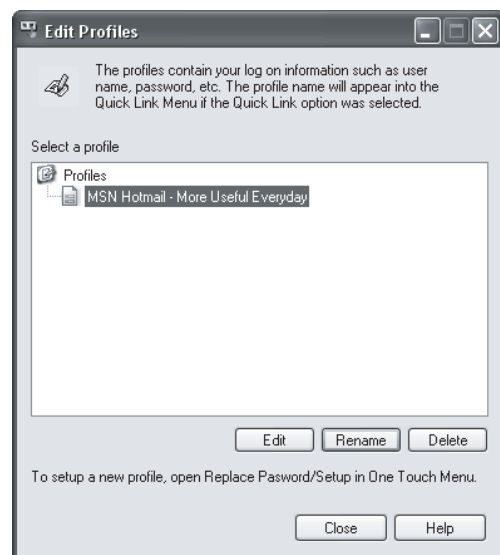 Edit Profiles
The profiles contain your log on information such as user
name, password, etc. The profile name will appear into the
Quick Link Menu if the Quick Link option was selected.
Select a profile
Profiles
MSN Hotmail - More Useful Everyday
Edit
Rename
Delete
To setup a new profile, open Replace Pasword/Setup in One Touch Menu.
Close
Help